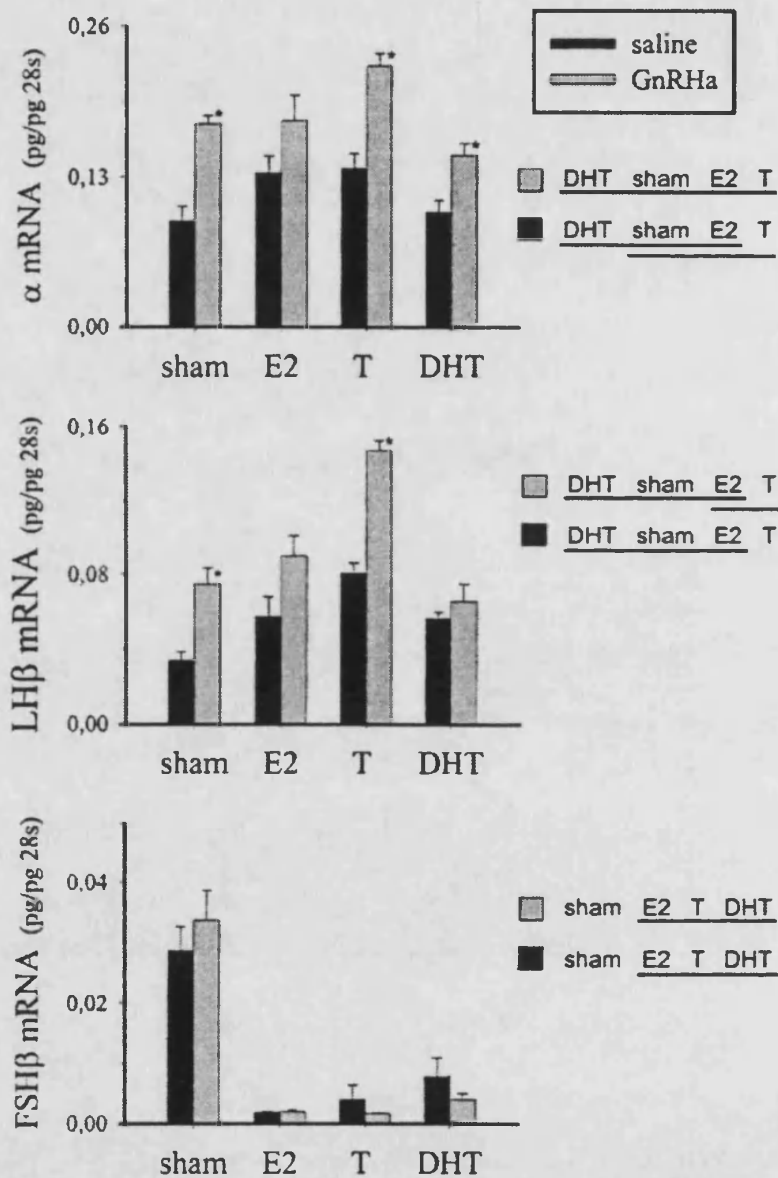 0,26
0,13
0,00
α mRNA (pg/pg 28s)
* * *
sham E2 T DHT
saline
GnRHa
DHT sham E2 T
DHT sham E2 T
0,16
0,08
0,00
LHβ mRNA (pg/pg 28s)
* *
sham E2 T DHT
DHT sham E2 T
DHT sham E2 T
0.04
0,02
0,00
FSHβ mRNA (pg/pg 28s)
sham E2 T DHT
sham E2 T DHT
sham E2 T DHT